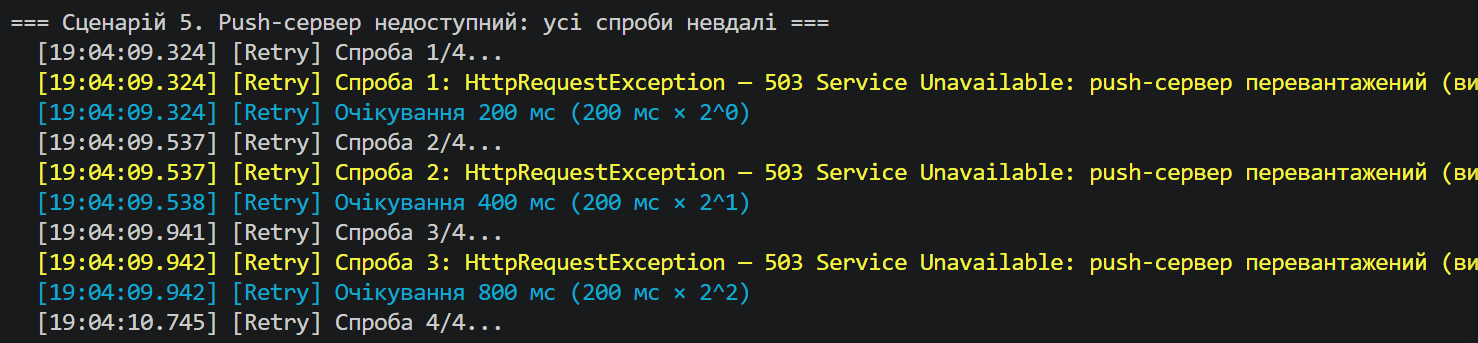 === Сценарій 5. Push-сервер недоступний: усі спроби невдалі ===
[19:04:09.324] [Retry] Спроба 1/4...
[19:04:09.324] [Retry] Спроба 1: HttpRequestException — 503 Service Unavailable: push-сервер перевантажений (ви
[19:04:09.324] [Retry] Очікування 200 мс (200 мс × 2^0)
[19:04:09.537] [Retry] Спроба 2/4...
[19:04:09.537] [Retry] Спроба 2: HttpRequestException — 503 Service Unavailable: push-сервер перевантажений (ви
[19:04:09.538] [Retry] Очікування 400 мс (200 мс × 2^1)
[19:04:09.941] [Retry] Спроба 3/4...
[19:04:09.942] [Retry] Спроба 3: HttpRequestException — 503 Service Unavailable: push-сервер перевантажений (ви
[19:04:09.942] [Retry] Очікування 800 мс (200 мс × 2^2)
[19:04:10.745] [Retry] Спроба 4/4...